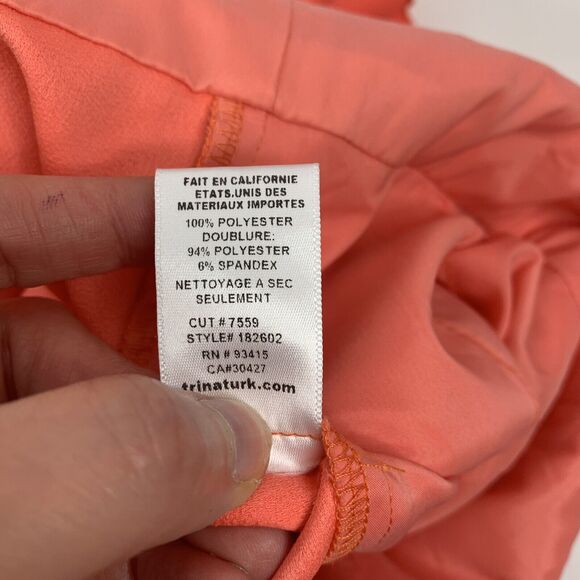 FAIT EN CALIFORNIE
ETATS.UNIS DES
MATERIAUX IMPORTES
100% POLYESTER
DOUBLURE:
94% POLYESTER
6% SPANDEX
NETTOYAGE A SEC
SEULEMENT
CUT # 7559
STYLE# 182602
RN # 93415
CA#30427
trinaturk.com